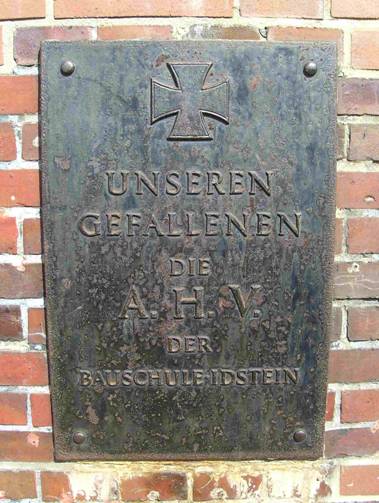 UNSEREN
GEFALLENEN
DIE
A. H. V.
DER
BAUSCHULE IDSTEIN